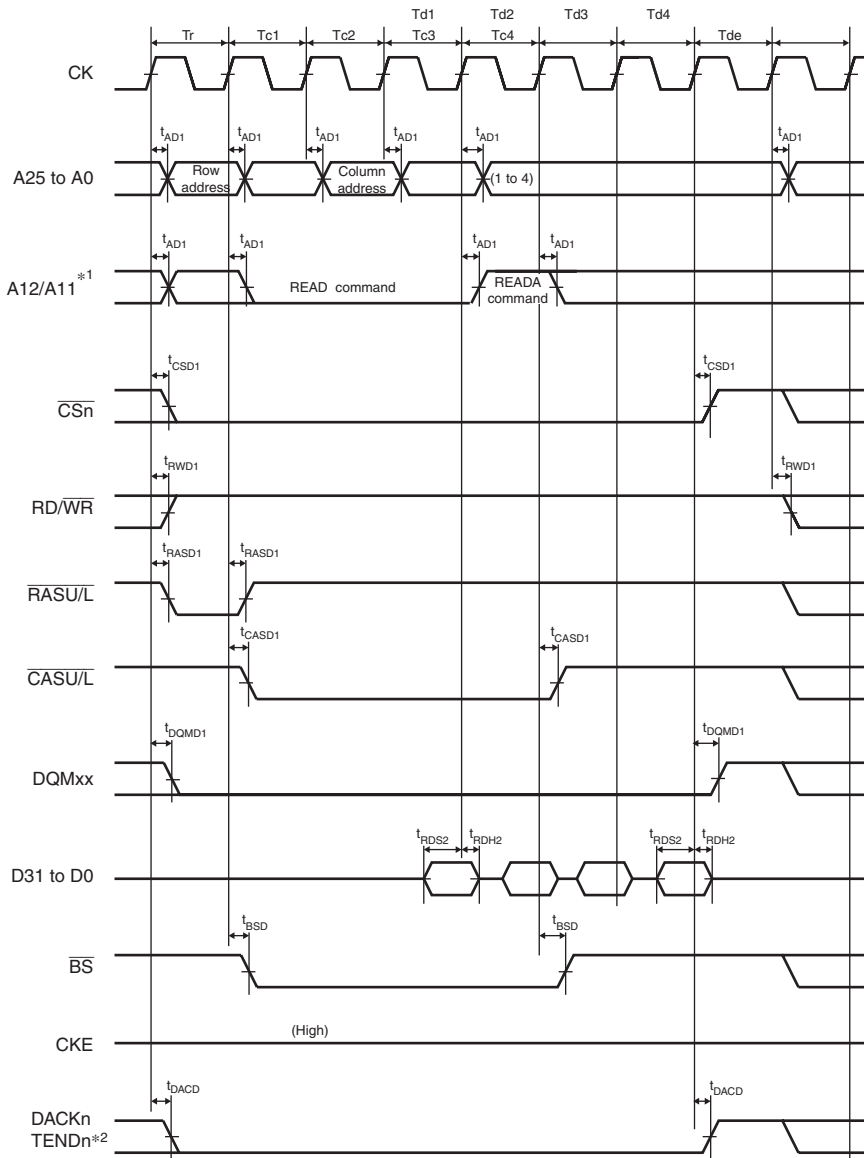 Td1 Td2 Td3 Td4
Tr Tc1 Tc2 Tc3 Tc4 Tde
CK
tAD1 tAD1 tAD1 tAD1 tAD1 tAD1
A25 to A0
Row address
Column address
(1 to 4)
tAD1 tAD1 tAD1 tAD1
A12/A11*1
READ command
READA command
tCSD1 tCSD1
CSn
tRWD1 tRWD1
RD/WR
tRASD1 tRASD1
RASU/L
tCASD1 tCASD1
CASU/L
tDQMD1 tDQMD1
DQMxx
tRDS2 tRDH2 tRDS2 tRDH2
D31 to D0
tBSD tBSD
BS
(High)
CKE
tDACD tDACD
DACKn
TENDn*2